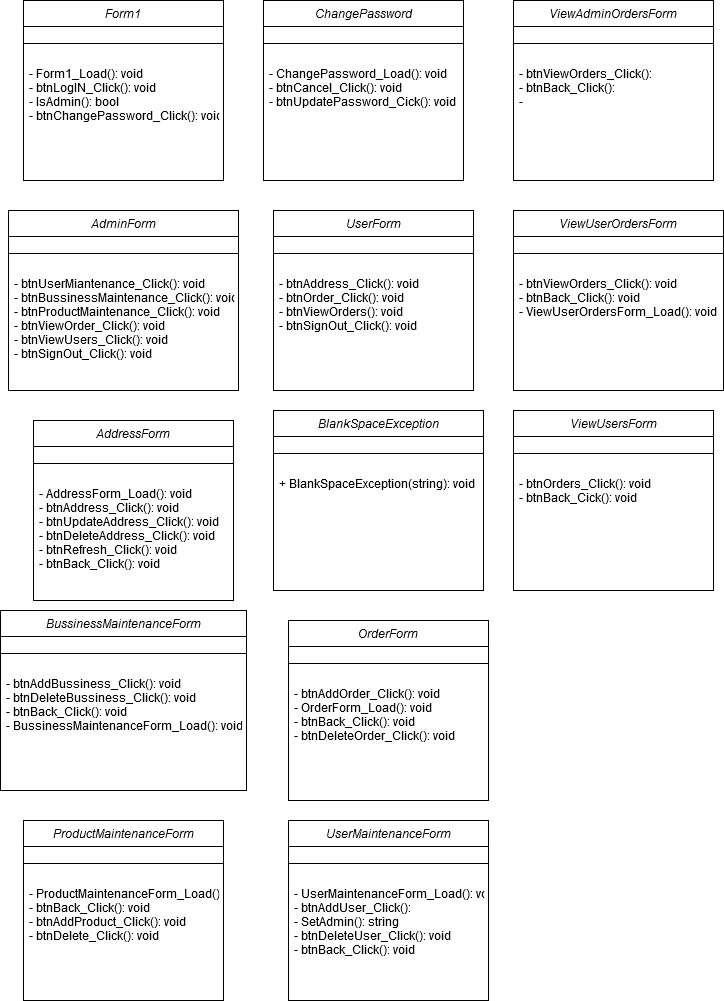 Form1
- Form1_Load(): void
- btnLogIN_Click(): void
- IsAdmin(): bool
- btnChangePassword_Click(): void
ChangePassword
- ChangePassword_Load(): void
- btnCancel_Click(): void
- btnUpdatePassword_Cick(): void
ViewAdminOrdersForm
- btnViewOrders_Click():
- btnBack_Click():
-
AdminForm
- btnUserMiantenance_Click(): void
- btnBussinessMaintenance_Click(): void
- btnProductMaintenance_Click(): void
- btnViewOrder_Click(): void
- btnViewUsers_Click(): void
- btnSignOut_Click(): void
UserForm
- btnAddress_Click(): void
- btnOrder_Click(): void
- btnViewOrders(): void
- btnSignOut_Click(): void
ViewUserOrdersForm
- btnViewOrders_Click(): void
- btnBack_Click(): void
- ViewUserOrdersForm_Load(): void
AddressForm
- AddressForm_Load(): void
- btnAddress_Click(): void
- btnUpdateAddress_Click(): void
- btnDeleteAddress_Click(): void
- btnRefresh_Click(): void
- btnBack_Click(): void
BlankSpaceException
+ BlankSpaceException(string): void
ViewUsersForm
- btnOrders_Click(): void
- btnBack_Cick(): void
BussinessMaintenanceForm
- btnAddBussiness_Click(): void
- btnDeleteBussiness_Click(): void
- btnBack_Click(): void
- BussinessMaintenanceForm_Load(): void
OrderForm
- btnAddOrder_Click(): void
- OrderForm_Load(): void
- btnBack_Click(): void
- btnDeleteOrder_Click(): void
ProductMaintenanceForm
- ProductMaintenanceForm_Load()
- btnBack_Click(): void
- btnAddProduct_Click(): void
- btnDelete_Click(): void
UserMaintenanceForm
- UserMaintenanceForm_Load(): vo
- btnAddUser_Click():
- SetAdmin(): string
- btnDeleteUser_Click(): void
- btnBack_Click(): void